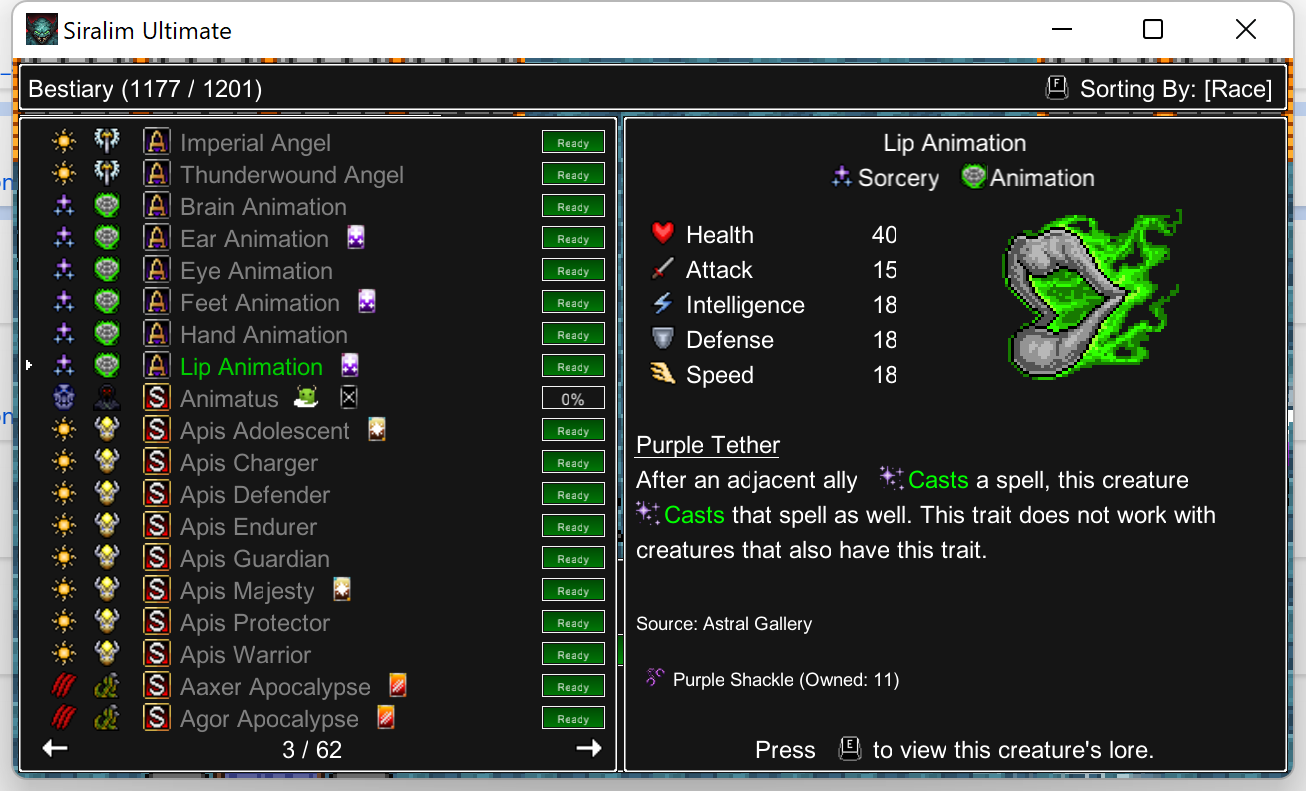 Siralim Ultimate
Bestiary (1177 / 1201)
F Sorting By: [Race]
A Imperial Angel Ready
A Thunderwound Angel Ready
A Brain Animation Ready
A Ear Animation Ready
A Eye Animation Ready
A Feet Animation Ready
A Hand Animation Ready
A Lip Animation Ready
S Animatus 0%
S Apis Adolescent Ready
S Apis Charger Ready
S Apis Defender Ready
S Apis Endurer Ready
S Apis Guardian Ready
S Apis Majesty Ready
S Apis Protector Ready
S Apis Warrior Ready
S Aaxer Apocalypse Ready
S Agor Apocalypse Ready
3 / 62
Lip Animation
Sorcery Animation
Health 40
Attack 15
Intelligence 18
Defense 18
Speed 18
Purple Tether
After an adjacent ally Casts a spell, this creature
Casts that spell as well. This trait does not work with
creatures that also have this trait.
Source: Astral Gallery
Purple Shackle (Owned: 11)
Press E to view this creature's lore.